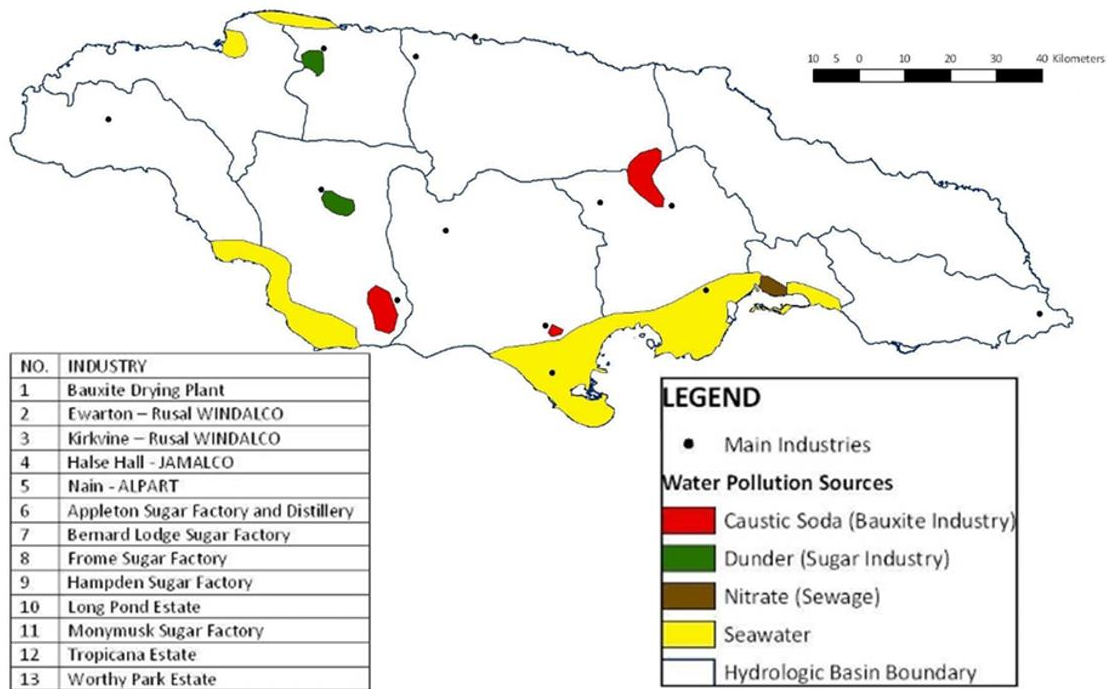 10 5 0 10 20 30 40 Kilometers
NO. INDUSTRY
1 Bauxite Drying Plant
2 Ewarton – Rusal WINDALCO
3 Kirkvine – Rusal WINDALCO
4 Halse Hall - JAMALCO
5 Nain - ALPART
6 Appleton Sugar Factory and Distillery
7 Bernard Lodge Sugar Factory
8 Frome Sugar Factory
9 Hampden Sugar Factory
10 Long Pond Estate
11 Monymusk Sugar Factory
12 Tropicana Estate
13 Worthy Park Estate
LEGEND
Main Industries
Water Pollution Sources
Caustic Soda (Bauxite Industry)
Dunder (Sugar Industry)
Nitrate (Sewage)
Seawater
Hydrologic Basin Boundary